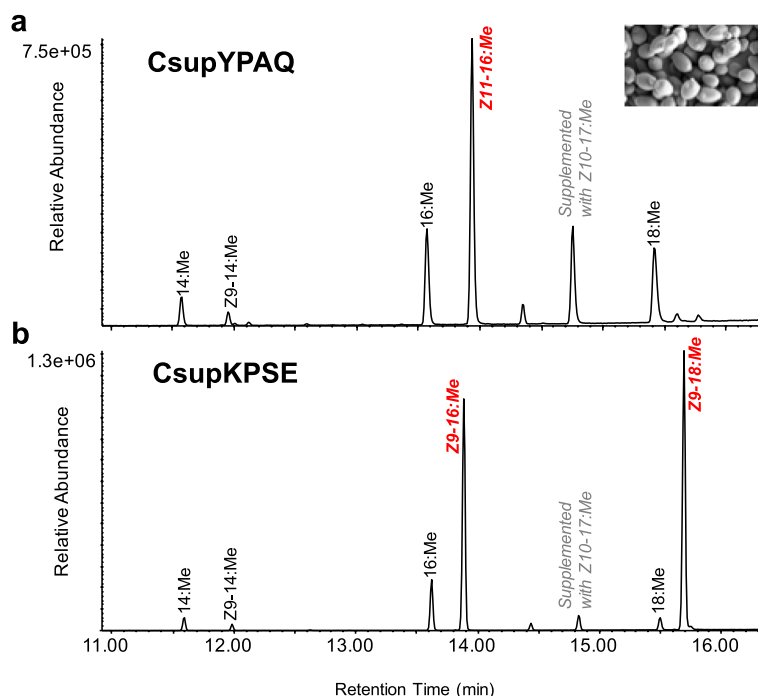 a
7.5e+05
CsupYPAQ
Relative Abundance
14:Me
Z9-14:Me
16:Me
Z11-16:Me
Supplemented
with Z10-17:Me
18:Me
b
1.3e+06
CsupKPSE
Relative Abundance
14:Me
Z9-14:Me
16:Me
Z9-16:Me
Supplemented
with Z10-17:Me
18:Me
Z9-18:Me
11.00 12.00 13.00 14.00 15.00 16.00
Retention Time (min)